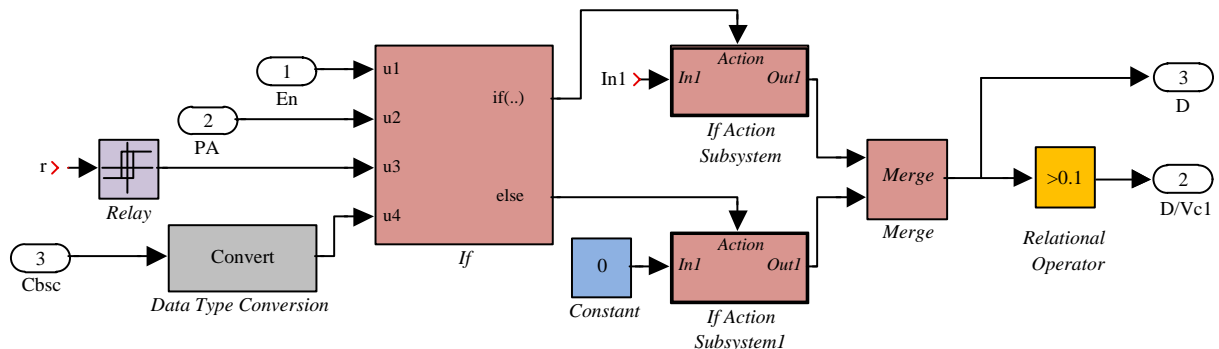 1
En
2
PA
r
Relay
3
Cbsc
Convert
Data Type Conversion
u1
u2
u3
u4
if(..)
else
If
In1
Action
In1
Out1
If Action
Subsystem
0
Constant
Action
In1
Out1
If Action
Subsystem1
Merge
Merge
>0.1
Relational
Operator
3
D
2
D/Vc1